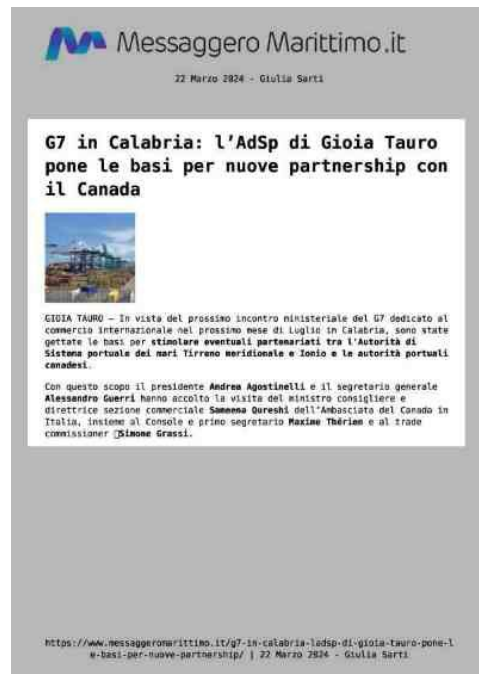 Messaggero Marittimo.it
22 Marzo 2024 - Giulia Sarti
G7 in Calabria: l'AdSp di Gioia Tauro
pone le basi per nuove partnership con
il Canada
GIOIA TAURO – In vista del prossimo incontro ministeriale del G7 dedicato al
commercio internazionale nel prossimo mese di Luglio in Calabria, sono state
gettate le basi per stimolare eventuali partenariati tra l'Autorità di
Sistema portuale dei mari Tirreno meridionale e Ionio e le autorità portuali
canadesi.
Con questo scopo il presidente Andrea Agostinelli e il segretario generale
Alessandro Guerri hanno accolto la visita del ministro consigliere e
direttrice sezione commerciale Sameena Qureshi dell'Ambasciata del Canada in
Italia, insieme al Console e primo segretario Maxime Thérien e al trade
commissioner Simone Grassi.
https://www.messaggeromarittimo.it/g7-in-calabria-ladsp-di-gioia-tauro-pone-l
e-basi-per-nuove-partnership/ | 22 Marzo 2024 - Giulia Sarti